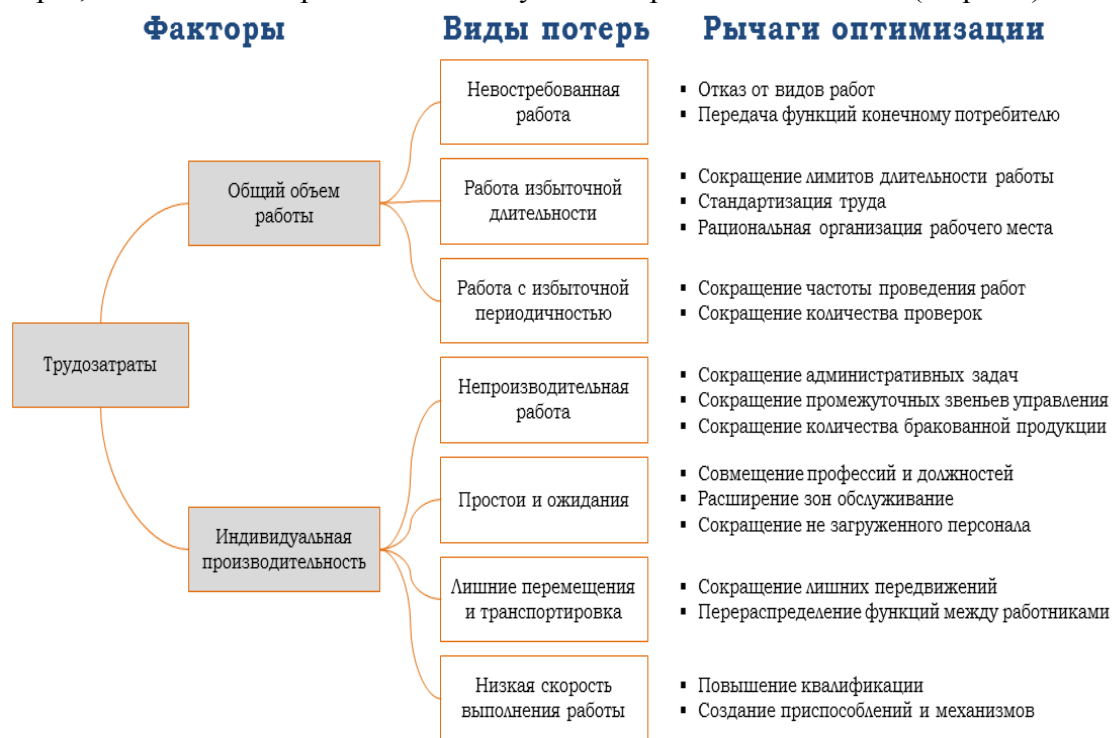 Факторы
Виды потерь
Рычаги оптимизации
Невостребованная
работа
▪ Отказ от видов работ
▪ Передача функций конечному потребителю
Общий объем
работы
Работа избыточной
длительности
▪ Сокращение лимитов длительности работы
▪ Стандартизация труда
▪ Рациональная организация рабочего места
Работа с избыточной
периодичностью
▪ Сокращение частоты проведения работ
▪ Сокращение количества проверок
Трудозатраты
Непроизводительная
работа
▪ Сокращение административных задач
▪ Сокращение промежуточных звеньев управления
▪ Сокращение количества бракованной продукции
Простои и ожидания
▪ Совмещение профессий и должностей
▪ Расширение зон обслуживание
▪ Сокращение не загруженного персонала
Индивидуальная
производительность
Лишние перемещения
и транспортировка
▪ Сокращение лишних передвижений
▪ Перераспределение функций между работниками
Низкая скорость
выполнения работы
▪ Повышение квалификации
▪ Создание приспособлений и механизмов